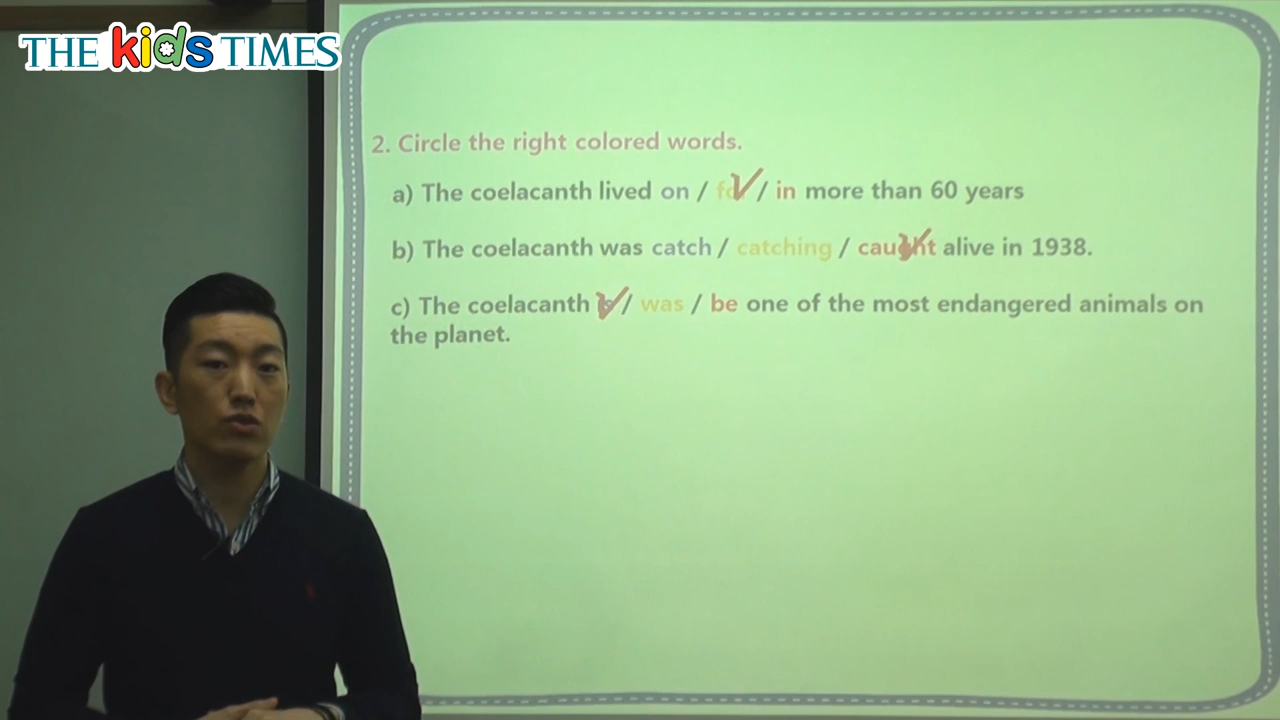 THE kids TIMES
2. Circle the right colored words.
a) The coelacanth lived on / / in more than 60 years
b) The coelacanth was catch / catching / caught alive in 1938.
c) The coelacanth / was / be one of the most endangered animals on
the planet.